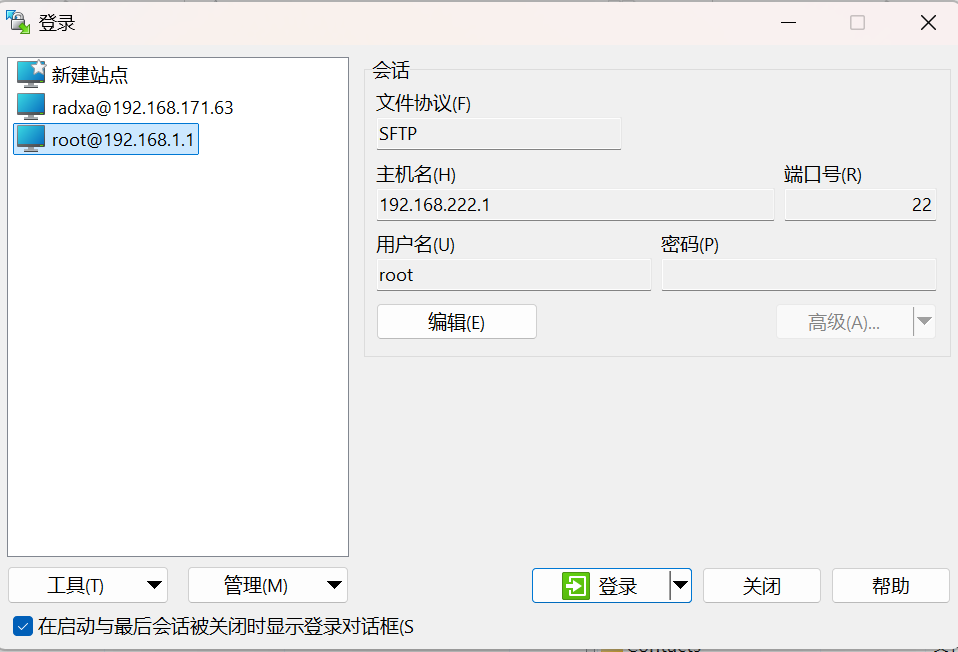 登录
新建站点
radxa@192.168.171.63
root@192.168.1.1
会话
文件协议(F)
SFTP
主机名(H)
端口号(R)
192.168.222.1
22
用户名(U)
密码(P)
root
编辑(E)
高级(A)...
工具(T)
管理(M)
登录
关闭
帮助
在启动与最后会话被关闭时显示登录对话框(S